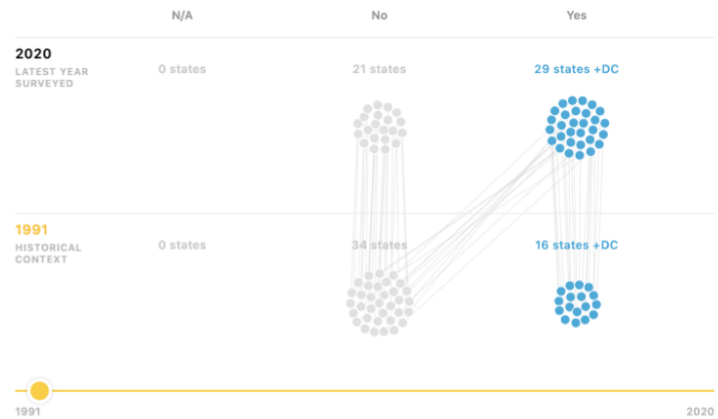 N/A No Yes
2020
LATEST YEAR
SURVEYED
0 states 21 states 29 states +DC
1991
HISTORICAL
CONTEXT
0 states 34 states 16 states +DC
1991 2020